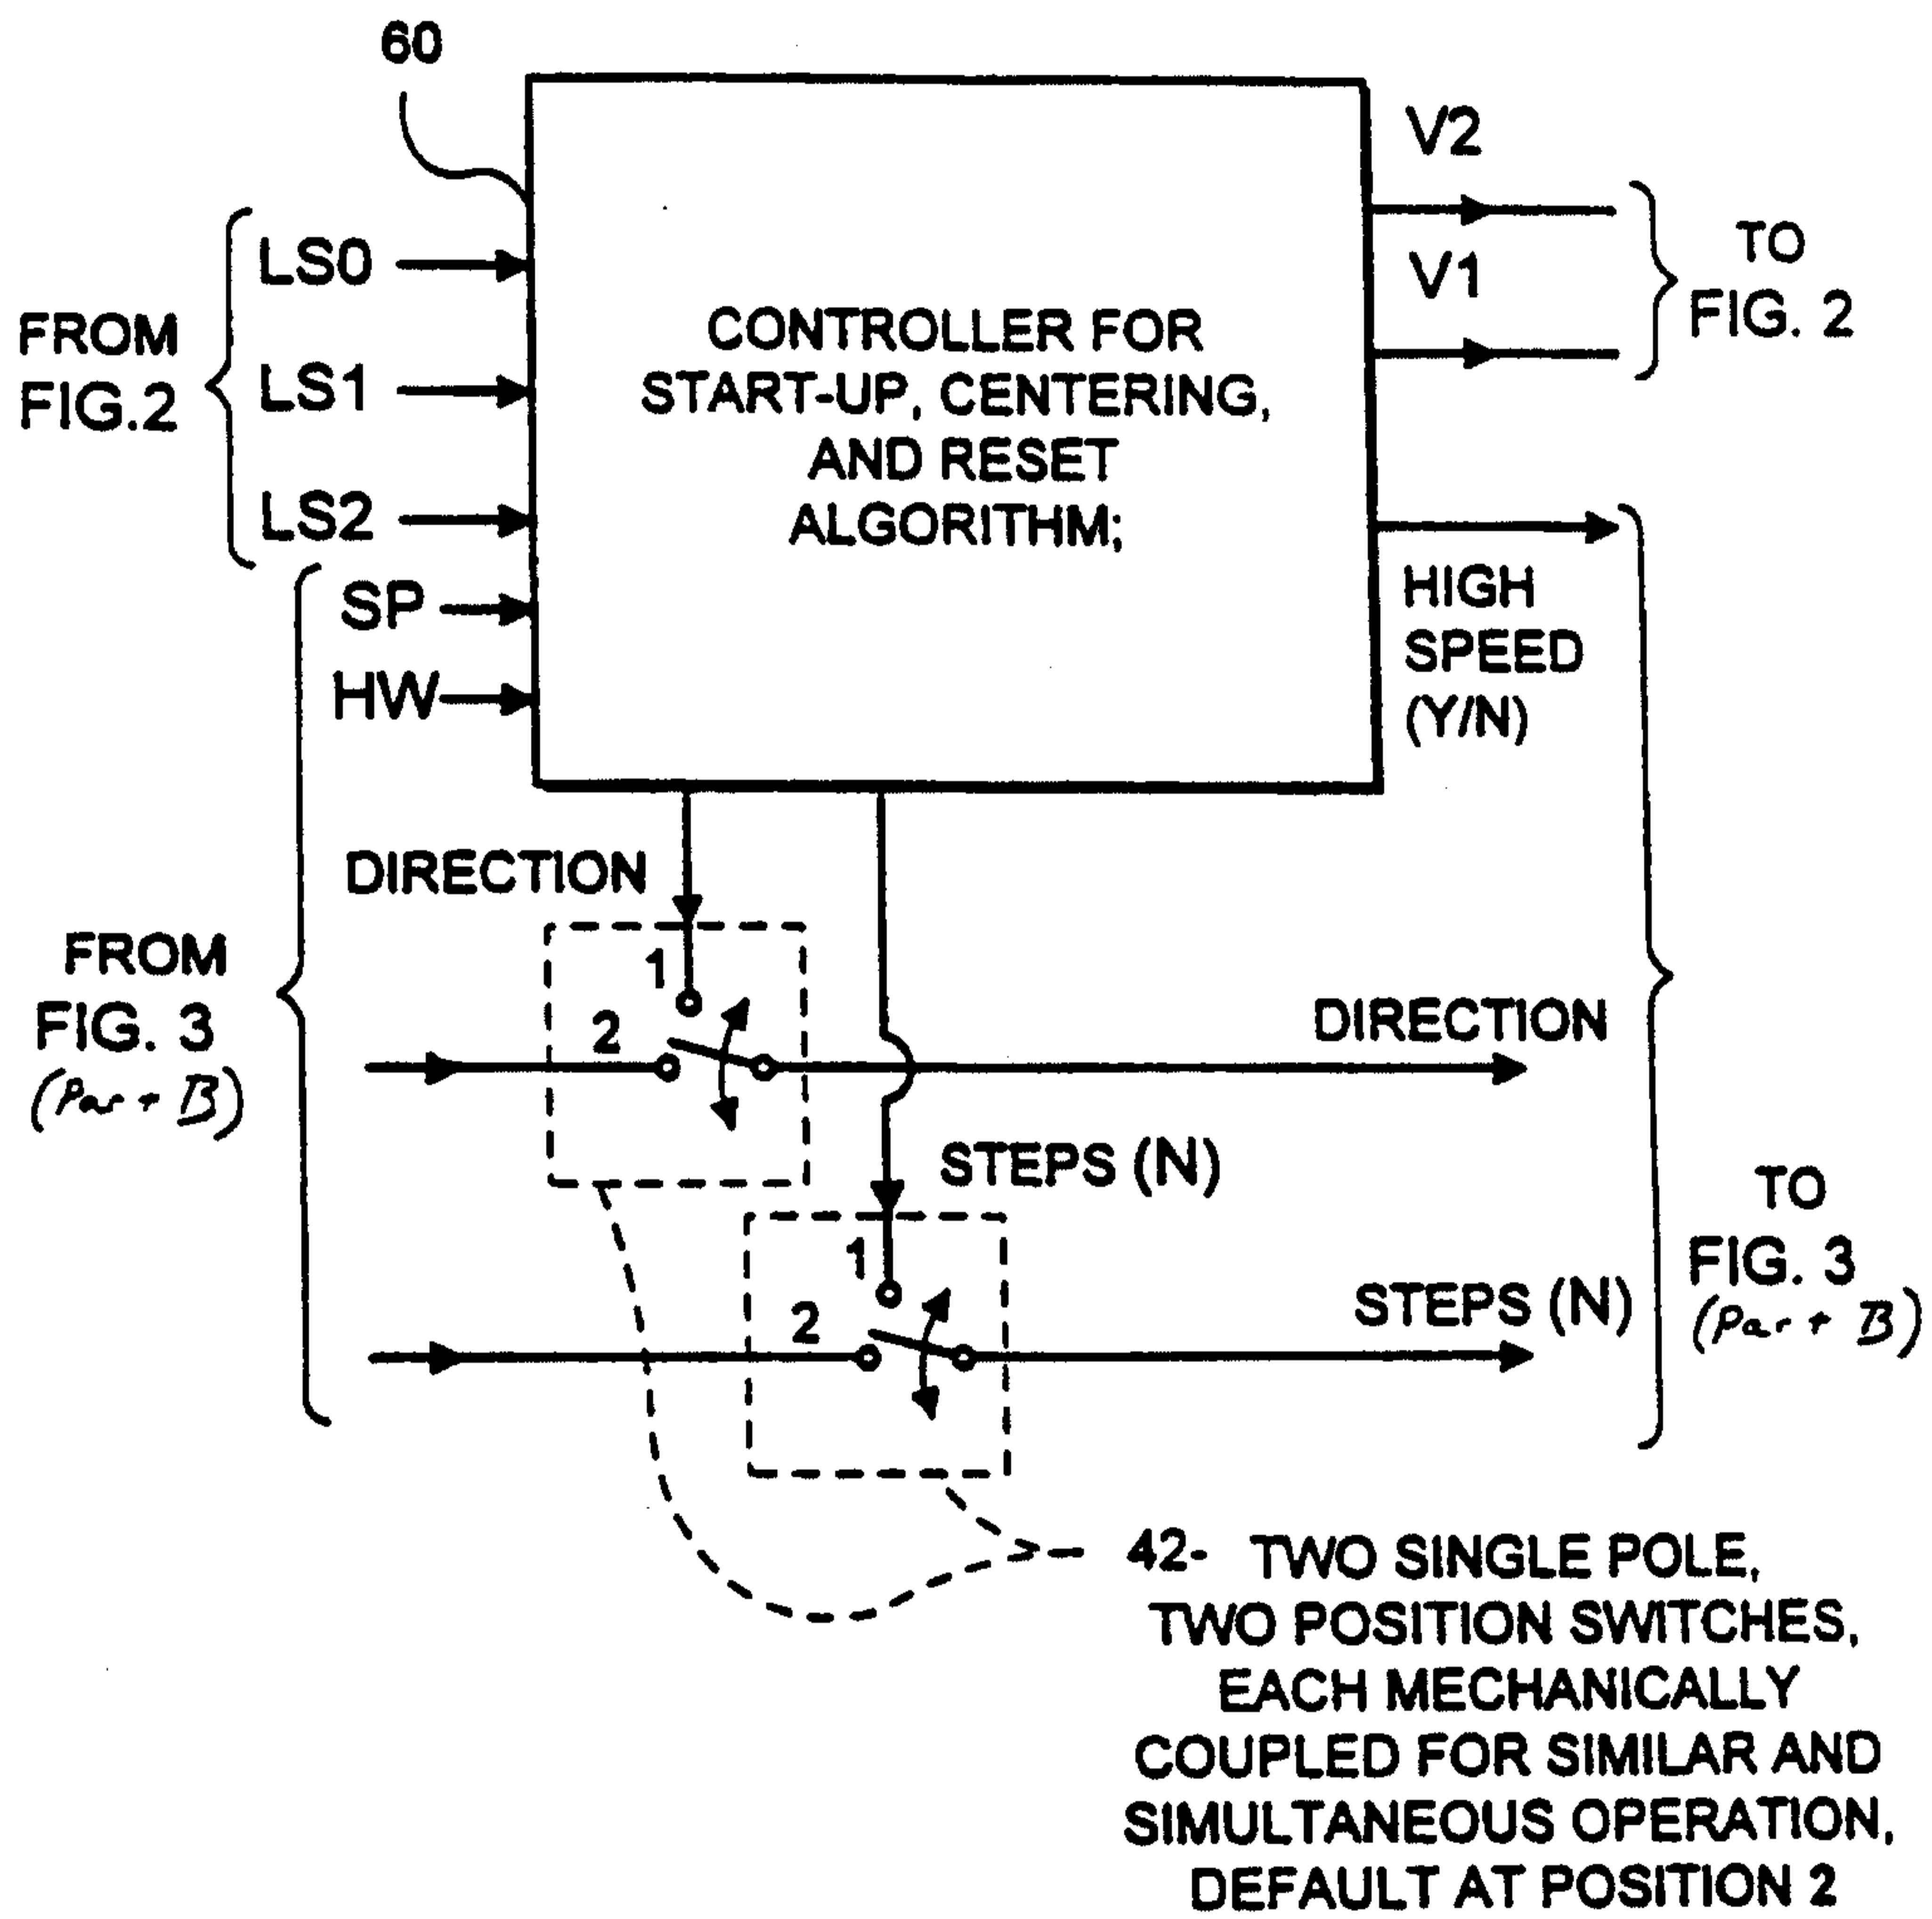 60
V2
LS0
TO
FIG. 2
V1
FROM
FIG.2
CONTROLLER FOR
START-UP, CENTERING,
AND RESET
ALGORITHM;
LS1
LS2
SP
HW
HIGH
SPEED
(Y/N)
DIRECTION
1
2
FROM
FIG. 3
(Part B)
DIRECTION
STEPS (N)
1
2
STEPS (N)
TO
FIG. 3
(Part B)
42- TWO SINGLE POLE,
TWO POSITION SWITCHES,
EACH MECHANICALLY
COUPLED FOR SIMILAR AND
SIMULTANEOUS OPERATION,
DEFAULT AT POSITION 2